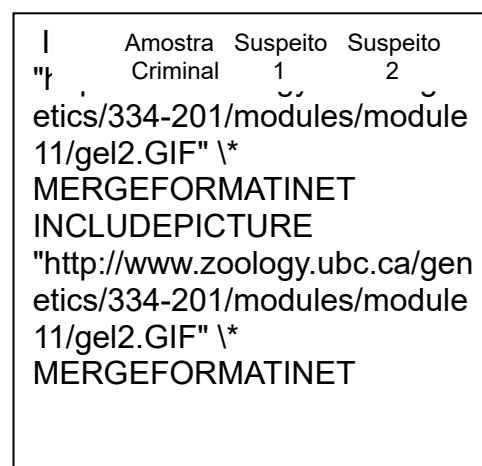 Amostra Suspeito Suspeito
Criminal 1 2
etics/334-201/modules/module
11/gel2.GIF" \*
MERGEFORMATINET
INCLUDEPICTURE
"http://www.zoology.ubc.ca/gen
etics/334-201/modules/module
11/gel2.GIF" \*
MERGEFORMATINET